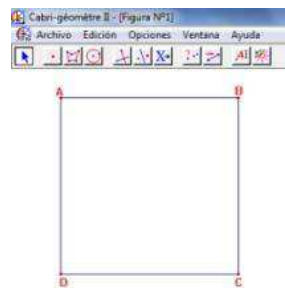 Cabri-géomètre II - [Figura Nº1]
Archivo Edición Opciones Ventana Ayuda
A B
D C